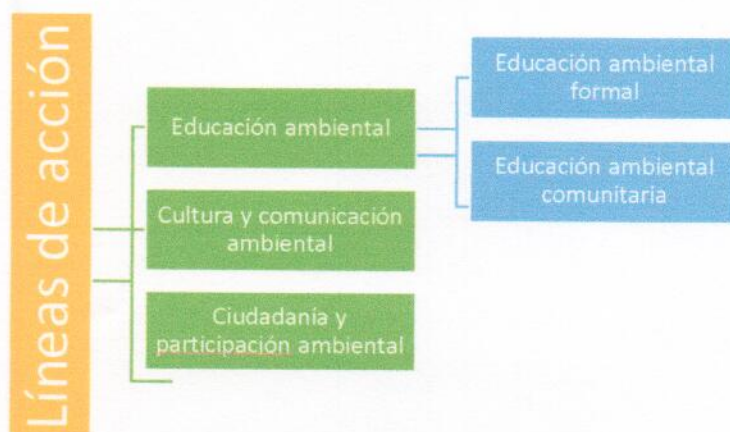 Líneas de acción
Educación ambiental
Cultura y comunicación
ambiental
Ciudadanía y
participación ambiental
Educación ambiental
formal
Educación ambiental
comunitaria